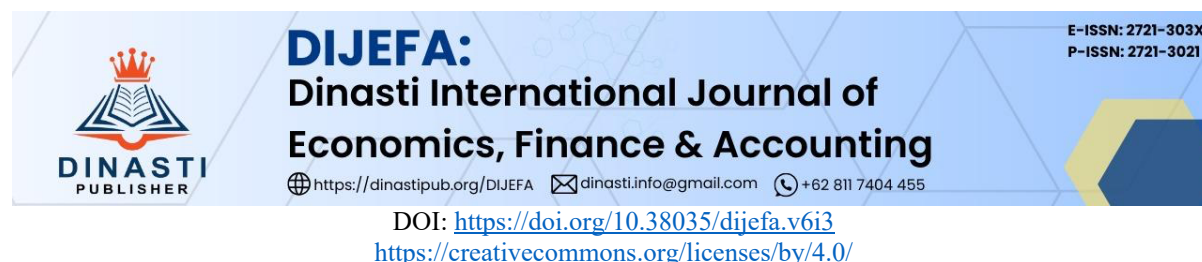 DINASTI
PUBLISHER
DIJEFA:
Dinasti International Journal of
Economics, Finance & Accounting
https://dinastipub.org/DIJEFA dinasti.info@gmail.com +62 811 7404 455
E-ISSN: 2721-303X
P-ISSN: 2721-3021
DOI: https://doi.org/10.38035/dijefa.v6i3
https://creativecommons.org/licenses/by/4.0/